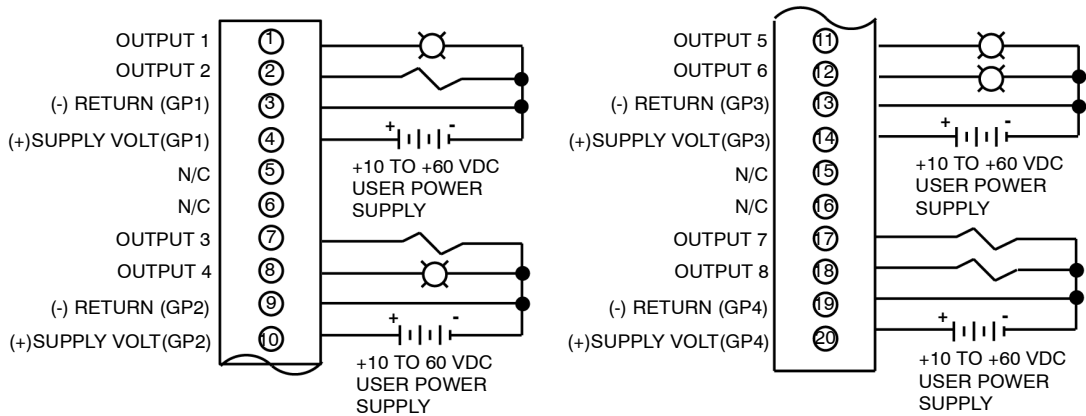 OUTPUT 1
1
OUTPUT 2
2
(-) RETURN (GP1)
3
(+)SUPPLY VOLT(GP1)
4
+ -
+10 TO +60 VDC
USER POWER
SUPPLY
N/C
5
N/C
6
OUTPUT 3
7
OUTPUT 4
8
(-) RETURN (GP2)
9
(+)SUPPLY VOLT(GP2)
10
+ -
+10 TO 60 VDC
USER POWER
SUPPLY
OUTPUT 5
11
OUTPUT 6
12
(-) RETURN (GP3)
13
(+)SUPPLY VOLT(GP3)
14
+ -
+10 TO +60 VDC
USER POWER
SUPPLY
N/C
15
N/C
16
OUTPUT 7
17
OUTPUT 8
18
(-) RETURN (GP4)
19
(+)SUPPLY VOLT(GP4)
20
+ -
+10 TO +60 VDC
USER POWER
SUPPLY